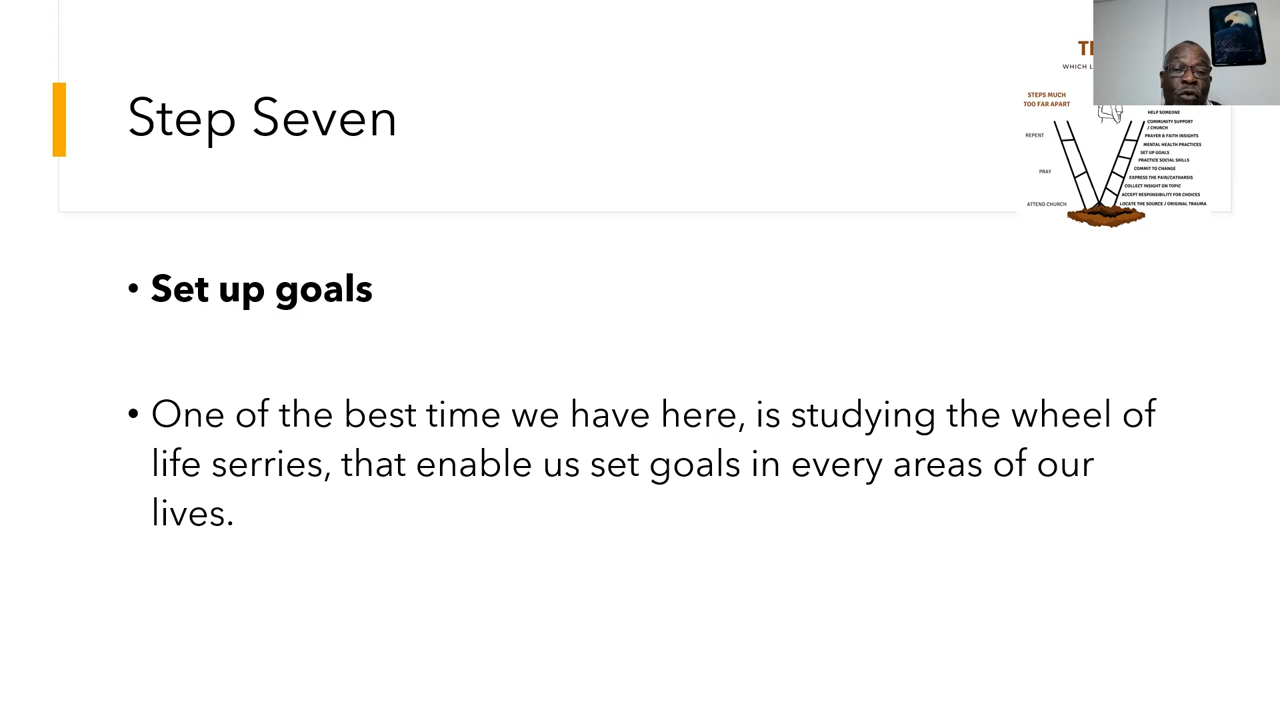 Step Seven
WHICH L
STEPS MUCH
TOO FAR APART
REPENT
PRAY
ATTEND CHURCH
HELP SOMEONE
COMMUNITY SUPPORT
/ CHURCH
PRAYER & FAITH INSIGHTS
MENTAL HEALTH PRACTICES
SET UP GOALS
PRACTICE SOCIAL SKILLS
COMMIT TO CHANGE
EXPRESS THE PAIN/CATHARSIS
COLLECT INSIGHT ON TOPIC
ACCEPT RESPONSIBILITY FOR CHOICES
LOCATE THE SOURCE / ORIGINAL TRAUMA
• Set up goals
• One of the best time we have here, is studying the wheel of
life serries, that enable us set goals in every areas of our
lives.